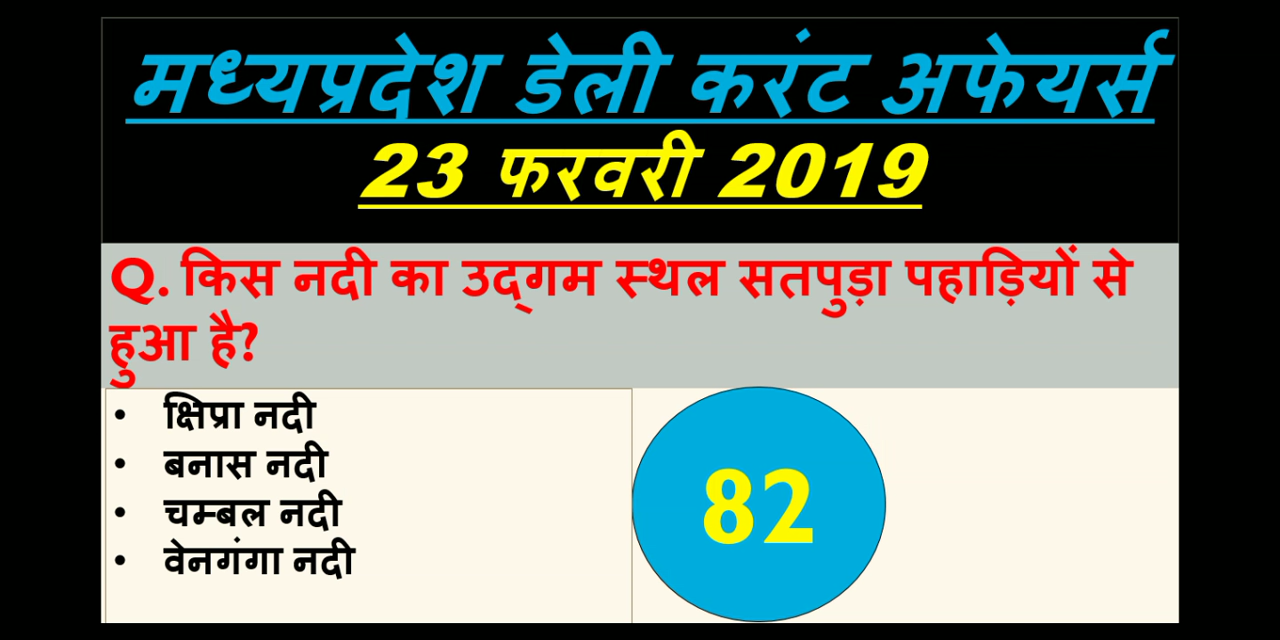 मध्यप्रदेश डेली करंट अफेयर्स
23 फरवरी 2019
Q. किस नदी का उद्गम स्थल सतपुड़ा पहाड़ियों से
हुआ है?
• क्षिप्रा नदी
• बनास नदी
• चम्बल नदी
• वेनगंगा नदी
82